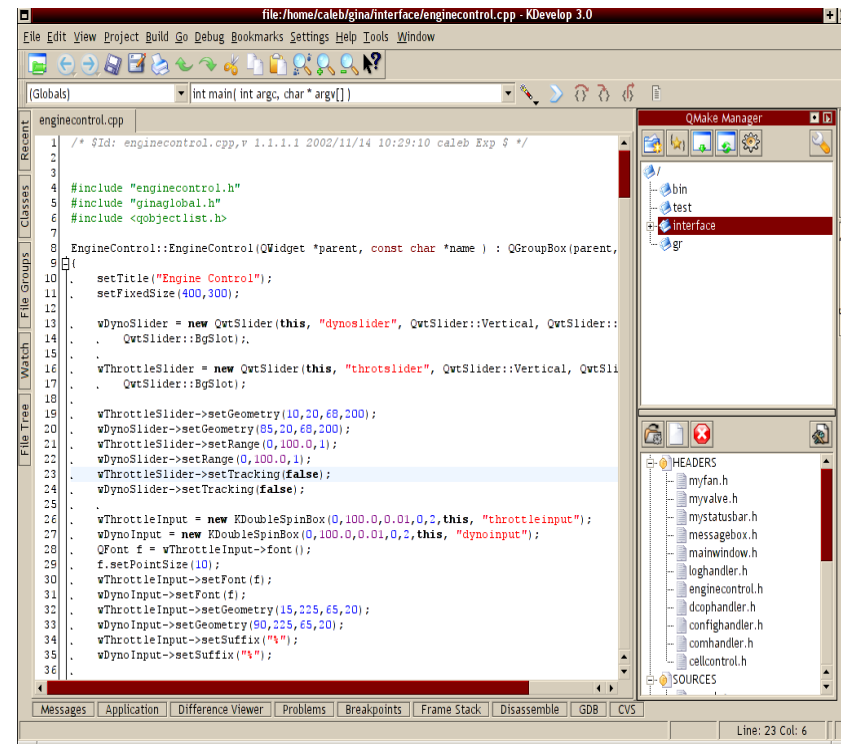 file:/home/caleb/gina/interface/enginecontrol.cpp - KDevelop 3.0
File Edit View Project Build Go Debug Bookmarks Settings Help Tools Window
(Globals) int main( int argc, char * argv[] )
enginecontrol.cpp
Recent
Classes
File Groups
Watch
File Tree
1 /* $Id: enginecontrol.cpp,v 1.1.1.1 2002/11/14 10:29:10 caleb Exp $ */
2
3
4 #include "enginecontrol.h"
5 #include "ginaglobal.h"
6 #include <qobjectlist.h>
7
8 EngineControl::EngineControl(QWidget *parent, const char *name ) : QGroupBox(parent,
9 {
10 setTitle("Engine Control");
11 setFixedSize(400,300);
12
13 wDynoSlider = new QwtSlider(this, "dynoslider", QwtSlider::Vertical, QwtSlider::
14 QwtSlider::BgSlot);
15
16 wThrottleSlider = new QwtSlider(this, "throtslider", QwtSlider::Vertical, QwtSli
17 QwtSlider::BgSlot);
18
19 wThrottleSlider->setGeometry(10,20,68,200);
20 wDynoSlider->setGeometry(85,20,68,200);
21 wThrottleSlider->setRange(0,100.0,1);
22 wDynoSlider->setRange(0,100.0,1);
23 wThrottleSlider->setTracking(false);
24 wDynoSlider->setTracking(false);
25
26 wThrottleInput = new KDoubleSpinBox(0,100.0,0.01,0,2,this, "throttleinput");
27 wDynoInput = new KDoubleSpinBox(0,100.0,0.01,0,2,this, "dynoinput");
28 QFont f = wThrottleInput->font();
29 f.setPointSize(10);
30 wThrottleInput->setFont(f);
31 wDynoInput->setFont(f);
32 wThrottleInput->setGeometry(15,225,65,20);
33 wDynoInput->setGeometry(90,225,65,20);
34 wThrottleInput->setSuffix("%");
35 wDynoInput->setSuffix("%");
36
QMake Manager
/
bin
test
interface
gr
HEADERS
myfan.h
myvalve.h
mystatusbar.h
messagebox.h
mainwindow.h
loghandler.h
enginecontrol.h
dcophandler.h
confighandler.h
comhandler.h
cellcontrol.h
SOURCES
Messages Application Difference Viewer Problems Breakpoints Frame Stack Disassemble GDB CVS
Line: 23 Col: 6